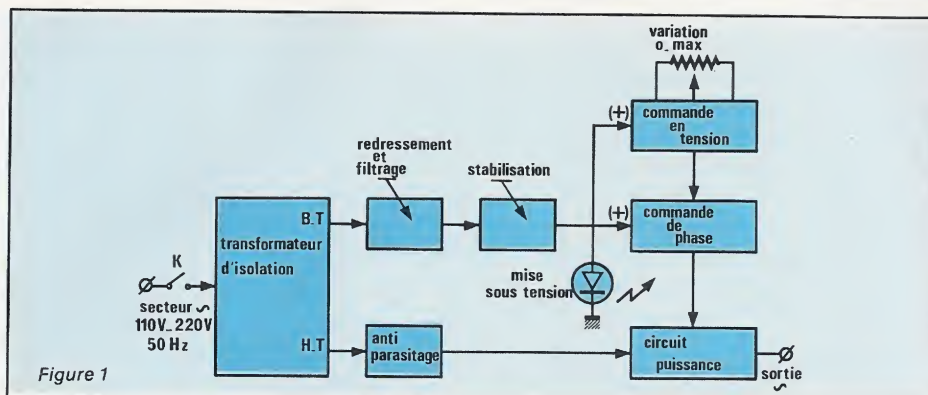 variation
o_max
(+)
commande
en
tension
redressement
et
filtrage
stabilisation
B.T
(+)
commande
de
phase
transformateur
d'isolation
K
mise
sous tension
secteur ~
110V_220V
50 Hz
H.T
anti
parasitage
circuit
puissance
sortie
~
Figure 1